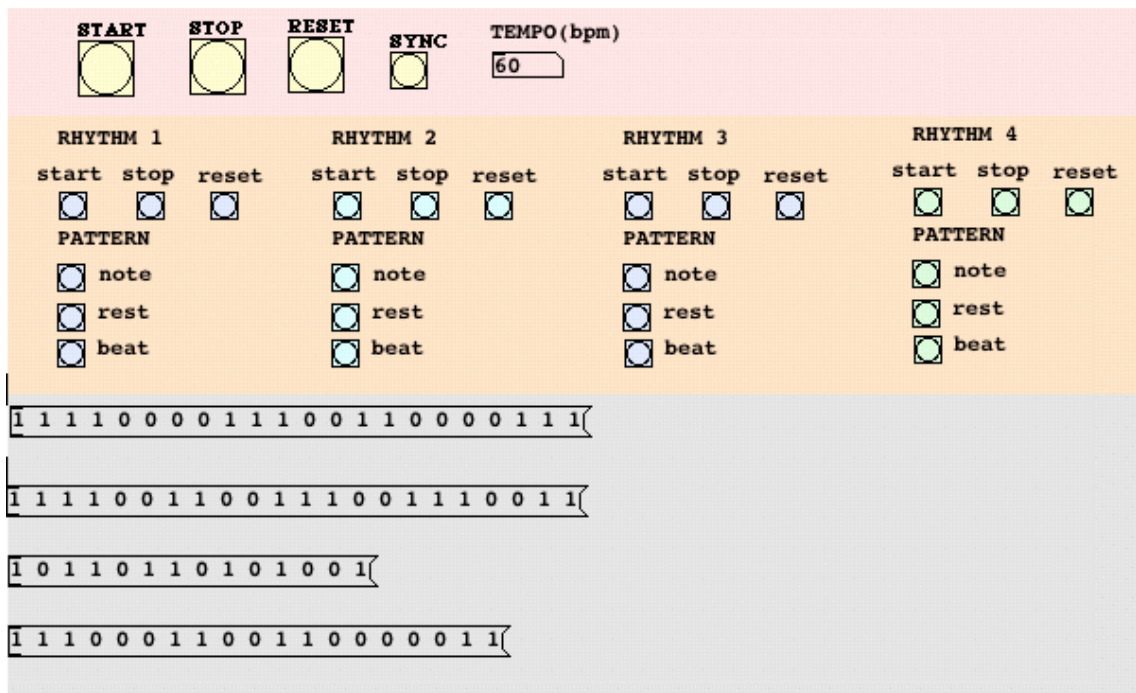 START STOP RESET SYNC TEMPO(bpm)
60
RHYTHM 1 RHYTHM 2 RHYTHM 3 RHYTHM 4
start stop reset start stop reset start stop reset start stop reset
PATTERN PATTERN PATTERN PATTERN
note note note note
rest rest rest rest
beat beat beat beat
1 1 1 1 0 0 0 0 1 1 1 0 0 1 1 0 0 0 0 1 1 1
1 1 1 1 0 0 1 1 0 0 1 1 1 0 0 1 1 1 0 0 1 1
1 0 1 1 0 1 1 0 1 0 1 0 0 1
1 1 1 0 0 0 1 1 0 0 1 1 0 0 0 0 0 1 1